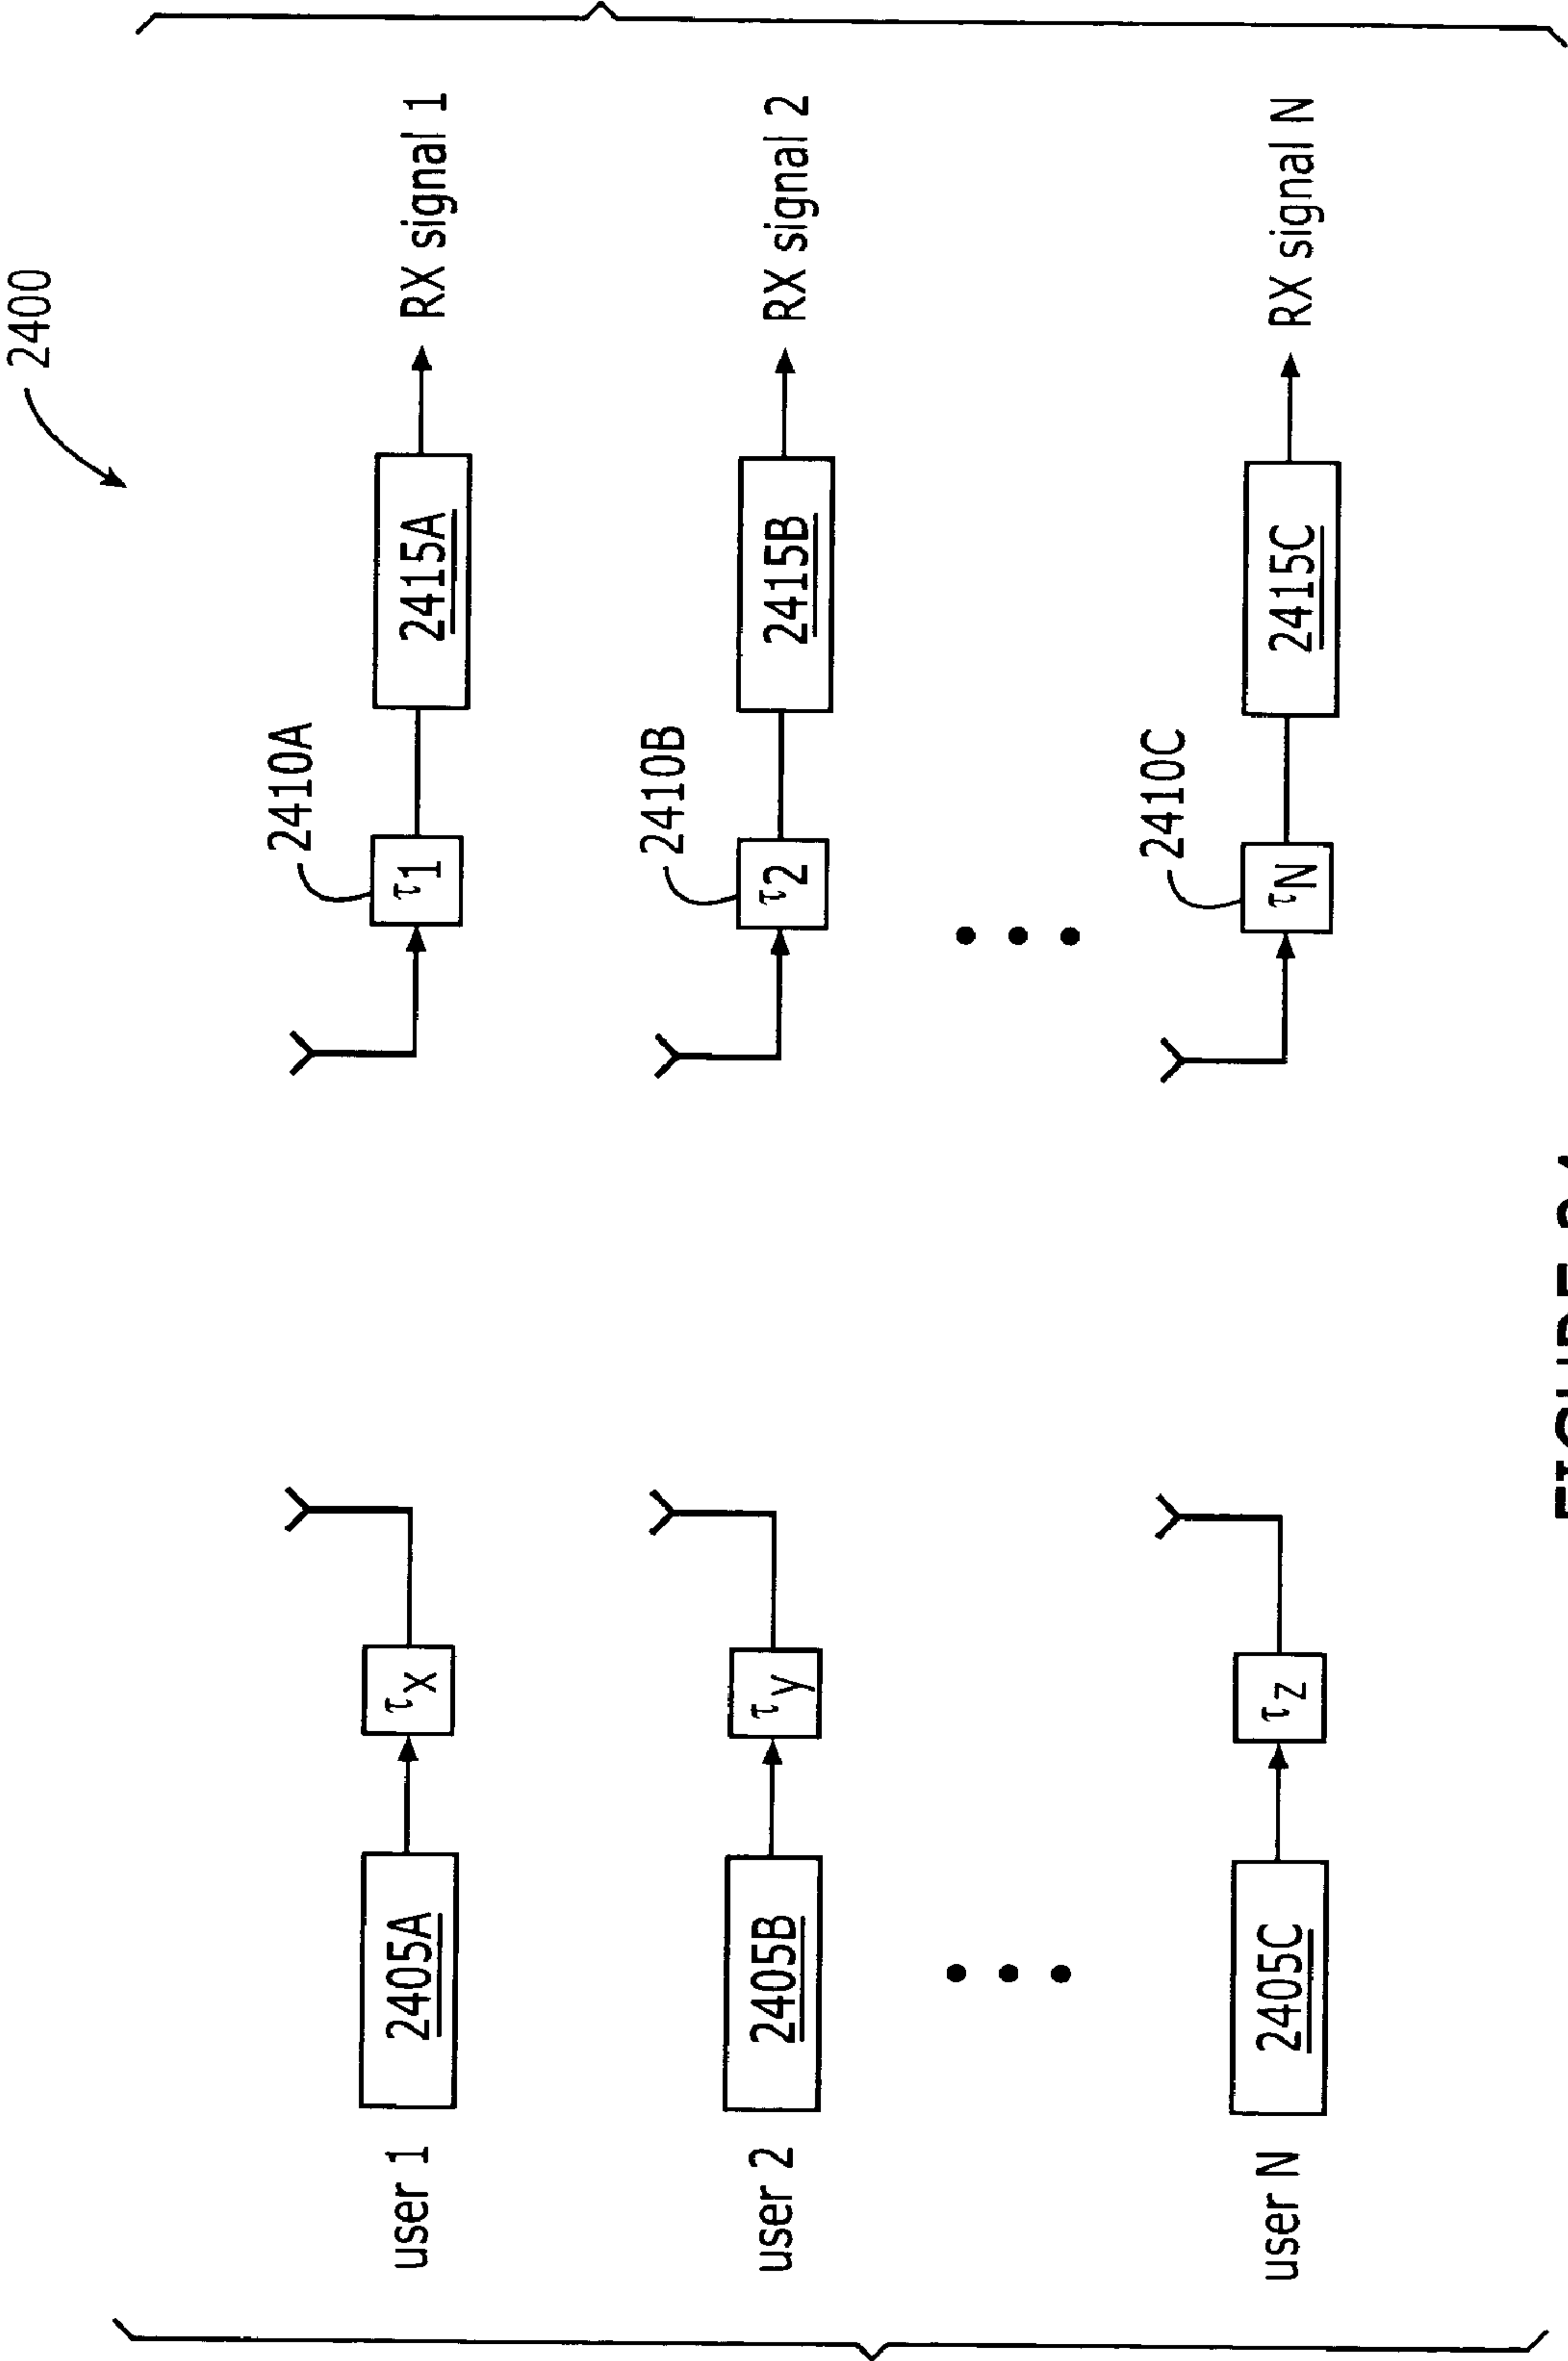 2400
user 1
2405A
τx
2410A
τ1
2415A
RX signal 1
user 2
2405B
τy
2410B
τ2
2415B
RX signal 2
user N
2405C
τz
2410C
τN
2415C
RX signal N